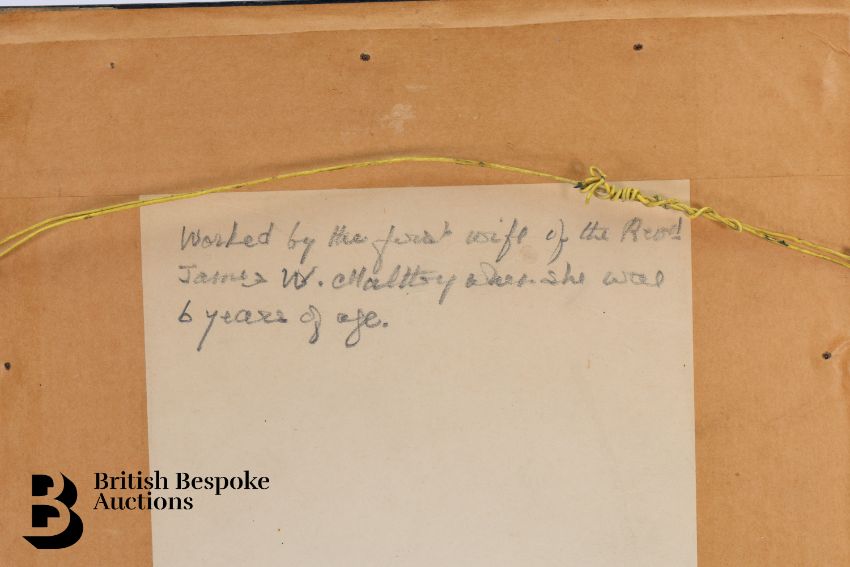 Worked by the first wife of the Revd
James W. Maltby when she was
6 years of age.
British Bespoke
Auctions